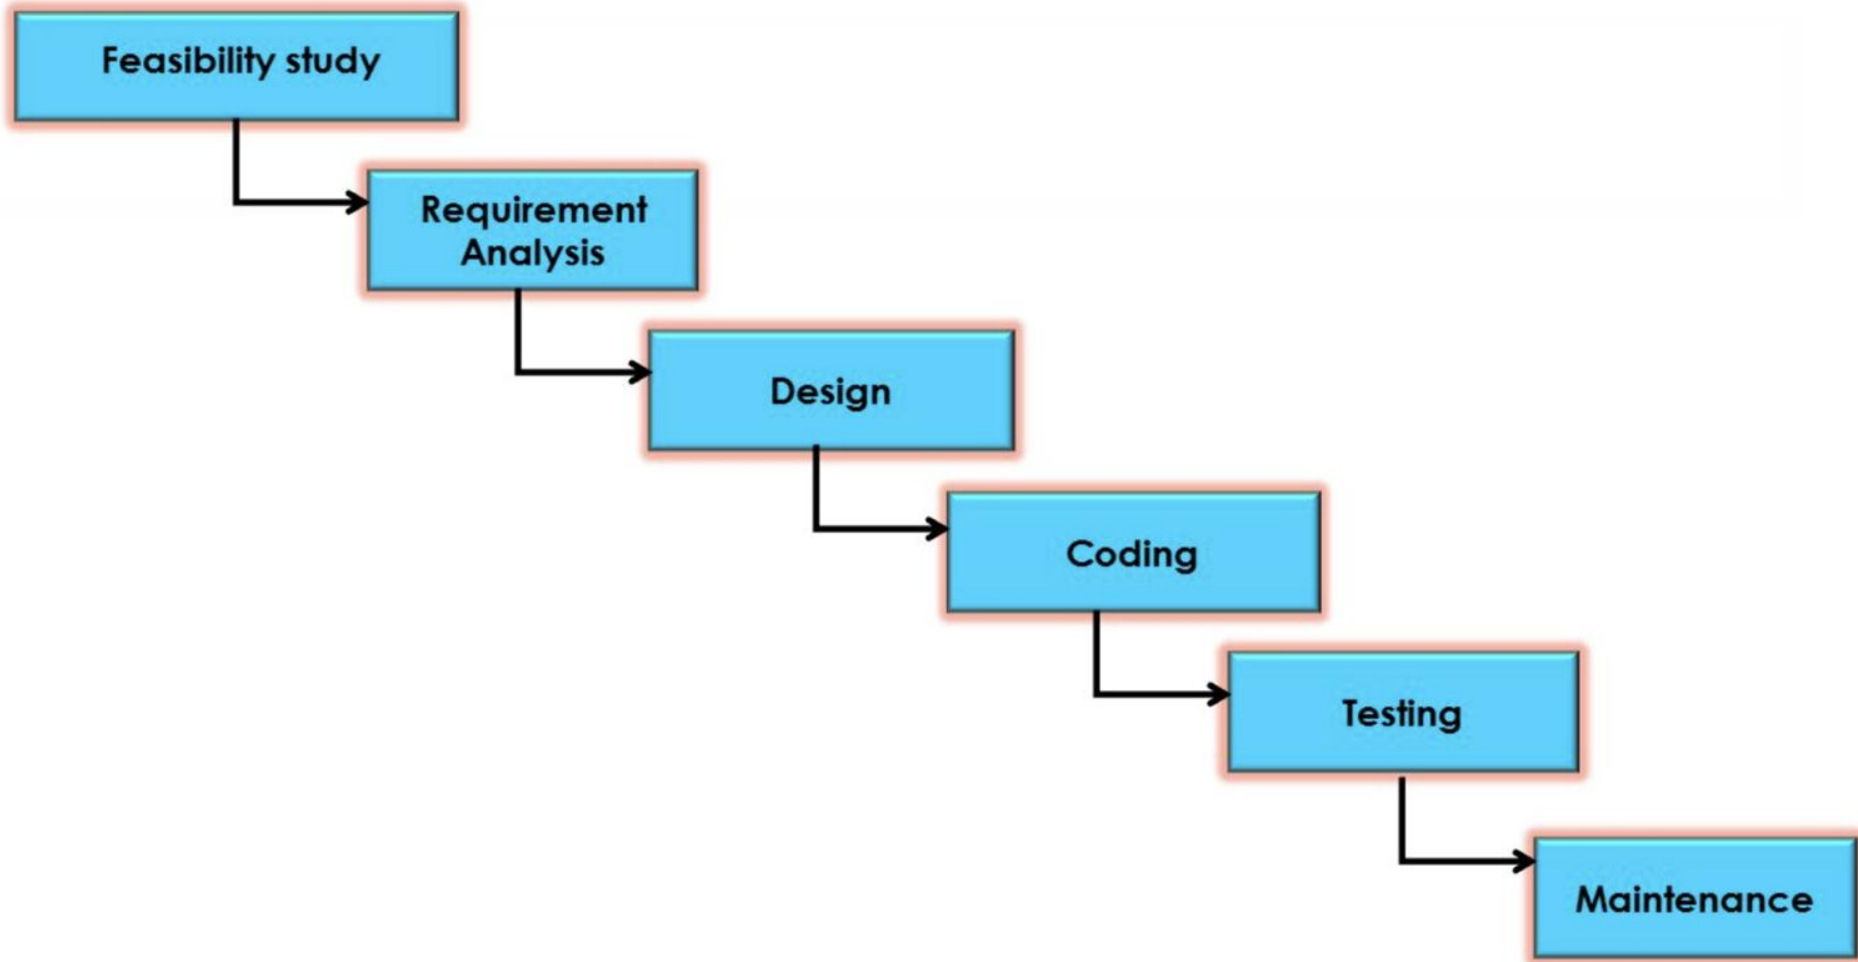 Feasibility study
Requirement
Analysis
Design
Coding
Testing
Maintenance